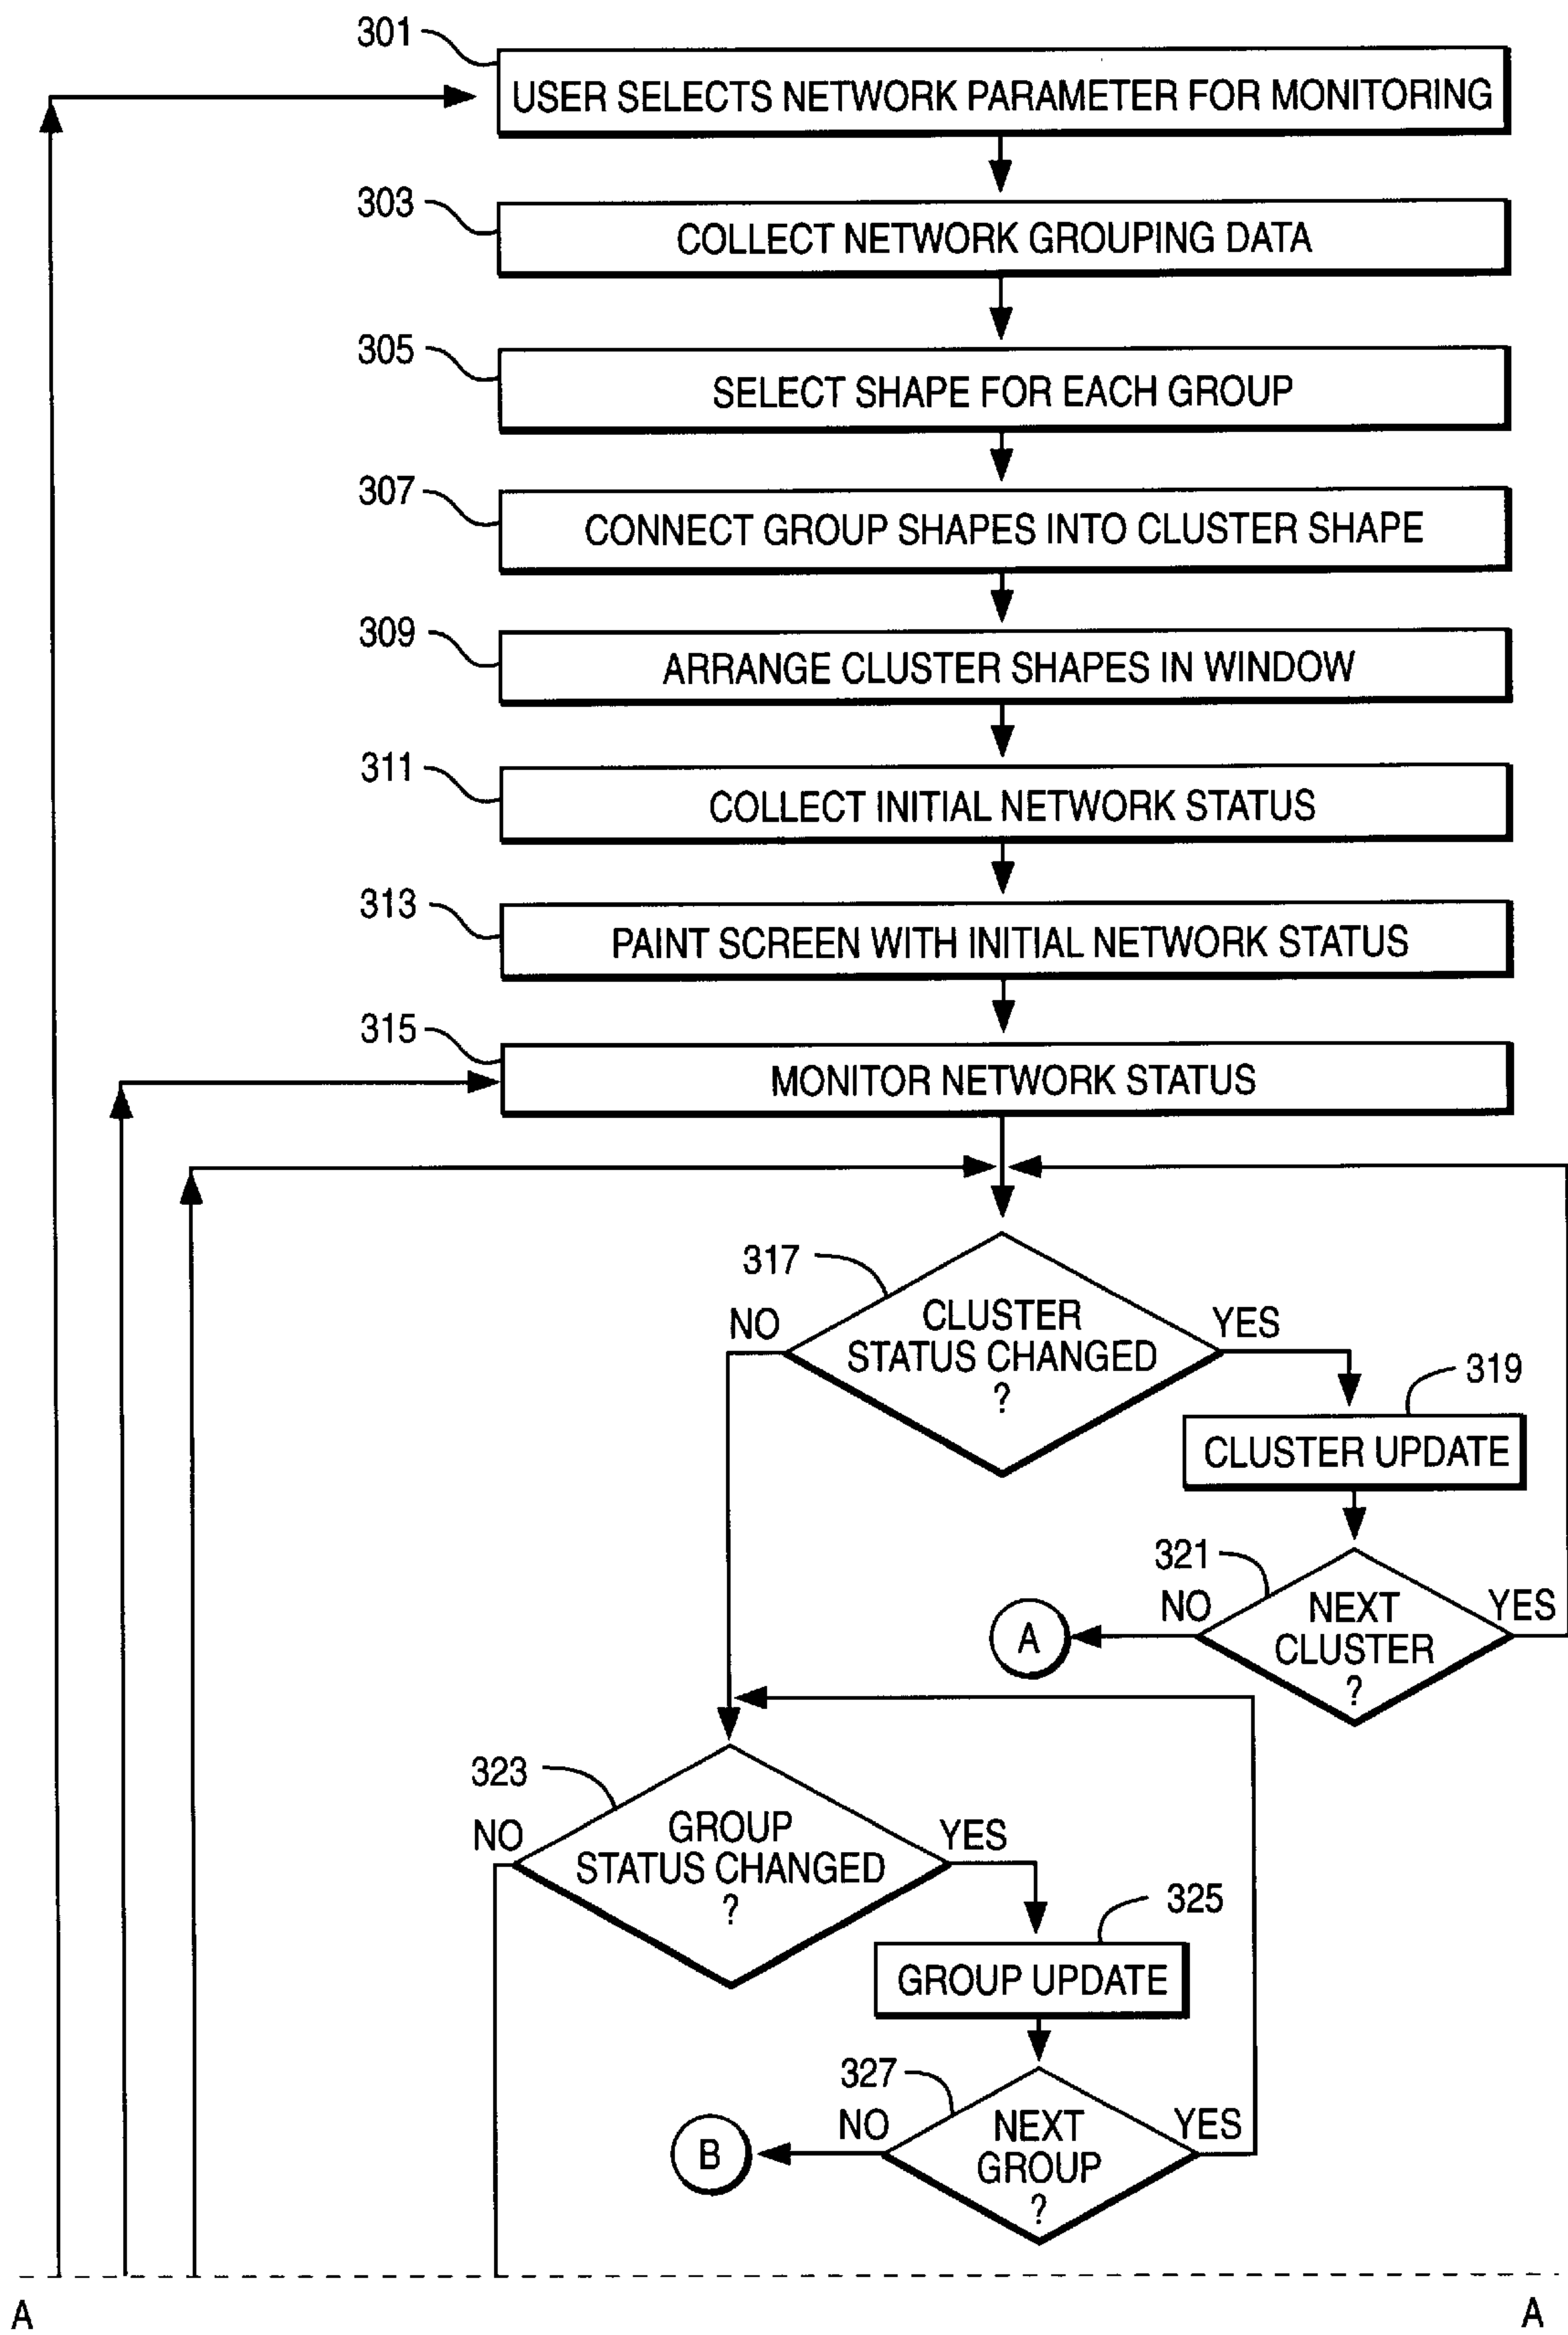 301
USER SELECTS NETWORK PARAMETER FOR MONITORING
303
COLLECT NETWORK GROUPING DATA
305
SELECT SHAPE FOR EACH GROUP
307
CONNECT GROUP SHAPES INTO CLUSTER SHAPE
309
ARRANGE CLUSTER SHAPES IN WINDOW
311
COLLECT INITIAL NETWORK STATUS
313
PAINT SCREEN WITH INITIAL NETWORK STATUS
315
MONITOR NETWORK STATUS
317
NO
CLUSTER
STATUS CHANGED
?
YES
319
CLUSTER UPDATE
321
NO
NEXT
CLUSTER
?
YES
A
323
NO
GROUP
STATUS CHANGED
?
YES
325
GROUP UPDATE
327
NO
NEXT
GROUP
?
YES
B
A
A